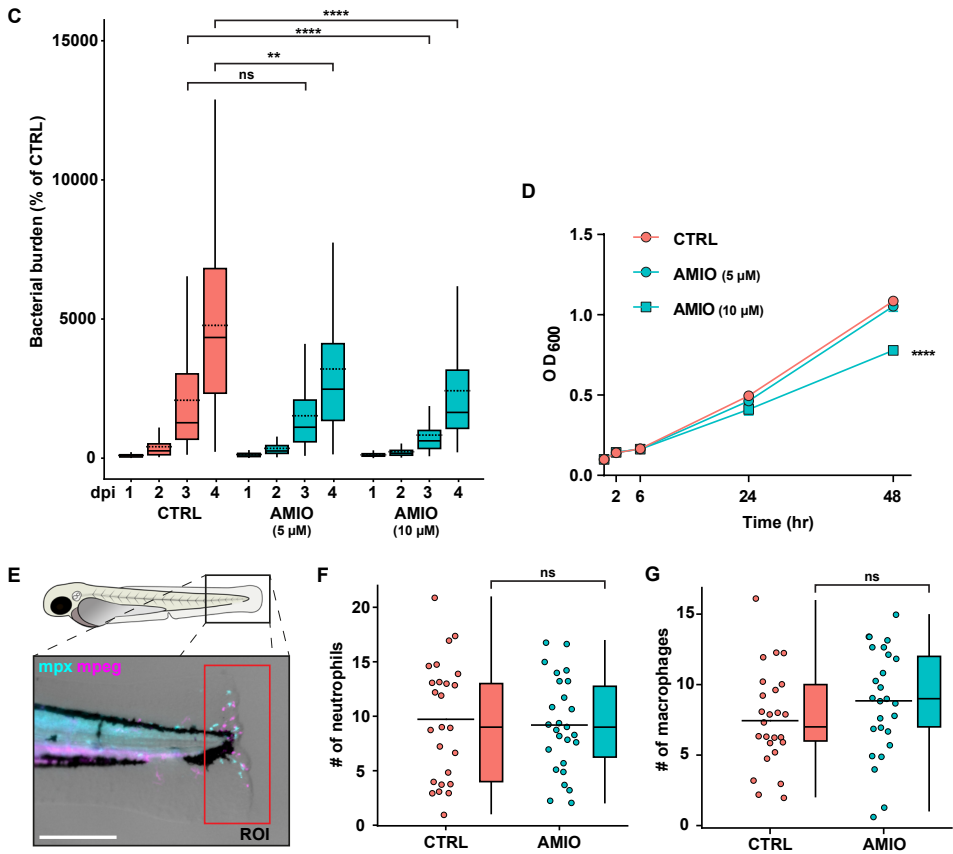 C
****
****
**
ns
15000
10000
5000
0
Bacterial burden (% of CTRL)
dpi 1 2 3 4 1 2 3 4 1 2 3 4
CTRL AMIO AMIO
(5 µM) (10 µM)
D
1.5
1.0
0.5
0.0
OD600
CTRL
AMIO (5 µM)
AMIO (10 µM)
****
2 6 24 48
Time (hr)
E
mpx mpeg
ROI
F
ns
20
15
10
5
0
# of neutrophils
CTRL AMIO
G
ns
15
10
5
0
# of macrophages
CTRL AMIO